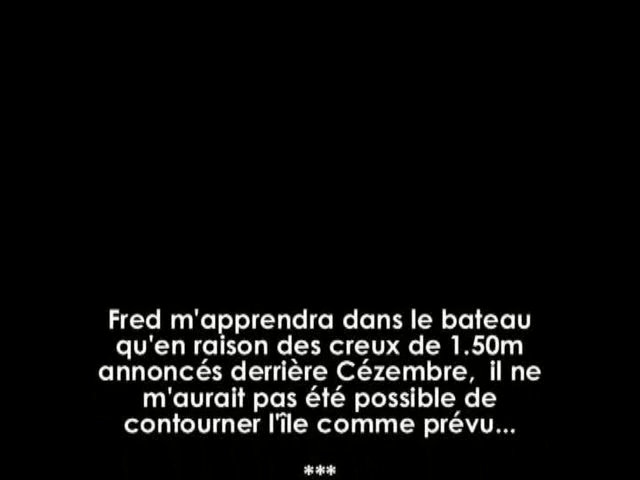 Fred m'apprendra dans le bateau
qu'en raison des creux de 1.50m
annoncés derrière Cézembre,  il ne
m'aurait pas été possible de
contourner l'île comme prévu...
***